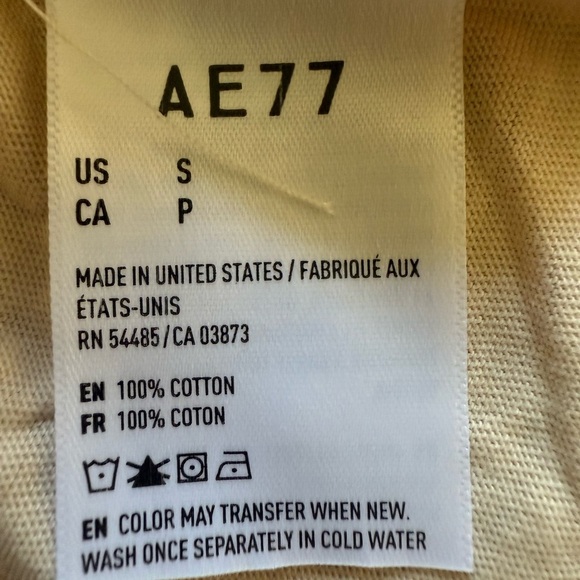 AE77
US S
CA P
MADE IN UNITED STATES / FABRIQUÉ AUX
ÉTATS-UNIS
RN 54485/CA 03873
EN 100% COTTON
FR 100% COTON
EN COLOR MAY TRANSFER WHEN NEW.
WASH ONCE SEPARATELY IN COLD WATER